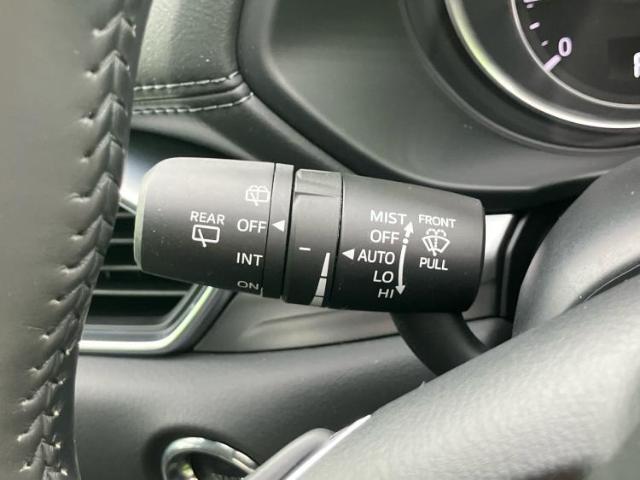 REAR
OFF
INT
ON
MIST
OFF
AUTO
LO
HI
FRONT
PULL
0